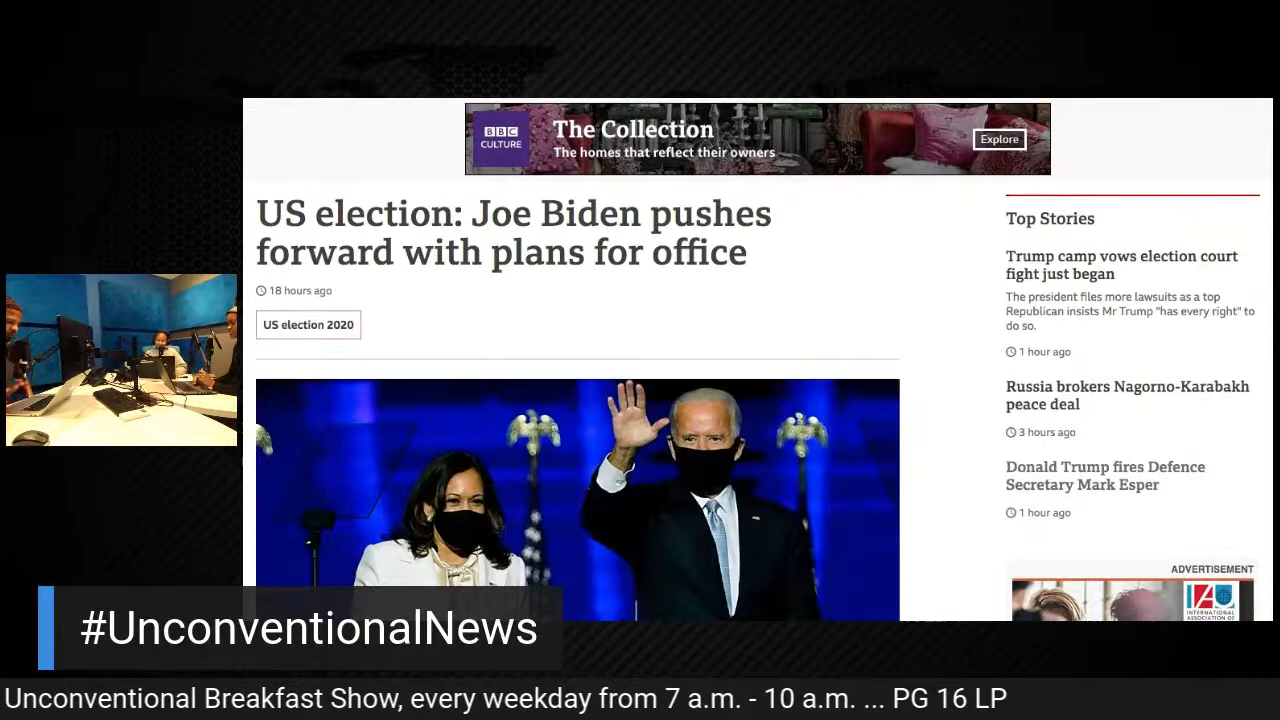 BBC
CULTURE
The Collection
The homes that reflect their owners
Explore
US election: Joe Biden pushes
forward with plans for office
18 hours ago
US election 2020
Top Stories
Trump camp vows election court
fight just began
The president files more lawsuits as a top
Republican insists Mr Trump "has every right" to
do so.
1 hour ago
Russia brokers Nagorno-Karabakh
peace deal
3 hours ago
Donald Trump fires Defence
Secretary Mark Esper
1 hour ago
ADVERTISEMENT
IAU
INTERNATIONAL
ASSOCIATION OF
#UnconventionalNews
Unconventional Breakfast Show, every weekday from 7 a.m. - 10 a.m. ... PG 16 LP